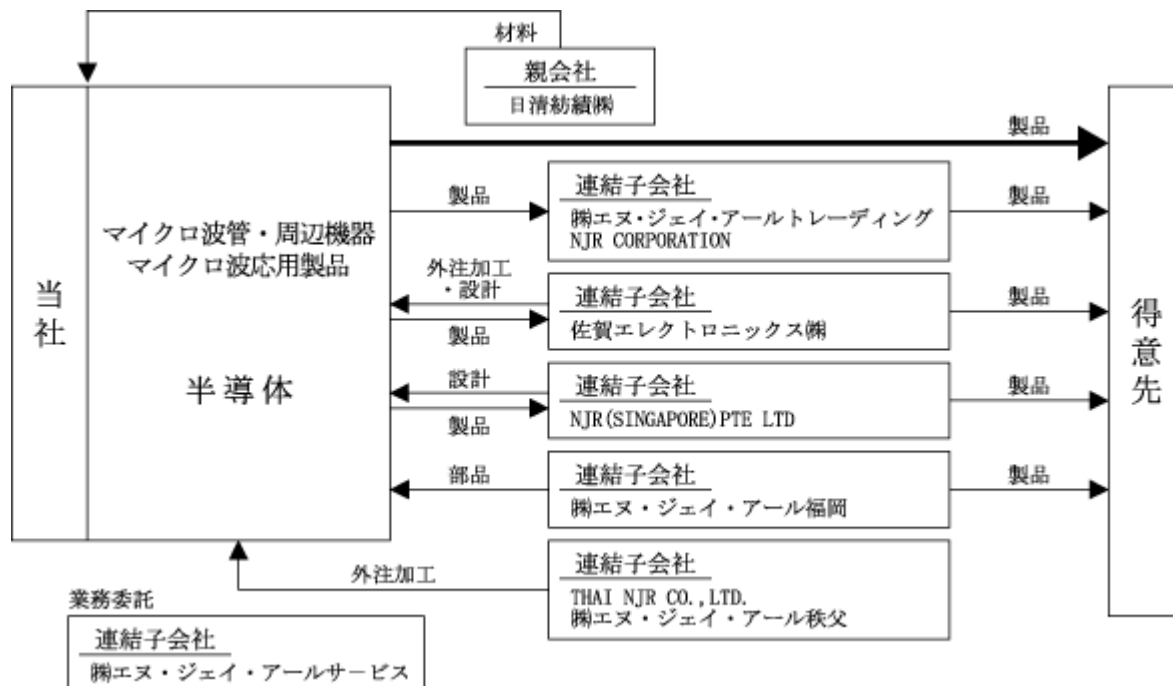 材料
親会社
日清紡績㈱
当社
マイクロ波管・周辺機器
マイクロ波応用製品
半導体
製品
得意先
製品
連結子会社
㈱エヌ・ジェイ・アールトレーディング
NJR CORPORATION
製品
外注加工
・設計
製品
連結子会社
佐賀エレクトロニックス㈱
製品
設計
製品
連結子会社
NJR(SINGAPORE)PTE LTD
製品
部品
連結子会社
㈱エヌ・ジェイ・アール福岡
製品
外注加工
連結子会社
THAI NJR CO.,LTD.
㈱エヌ・ジェイ・アール秩父
業務委託
連結子会社
㈱エヌ・ジェイ・アールサービス